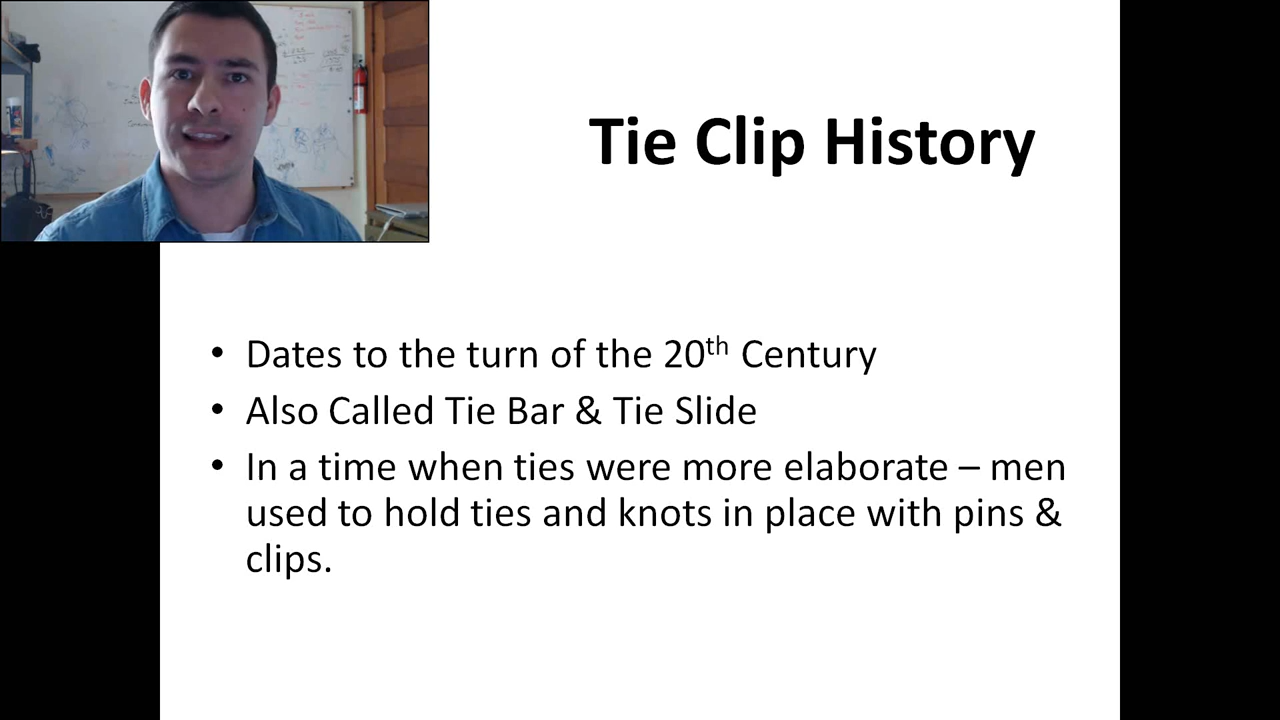 Tie Clip History
• Dates to the turn of the 20th Century
• Also Called Tie Bar & Tie Slide
• In a time when ties were more elaborate – men
used to hold ties and knots in place with pins &
clips.